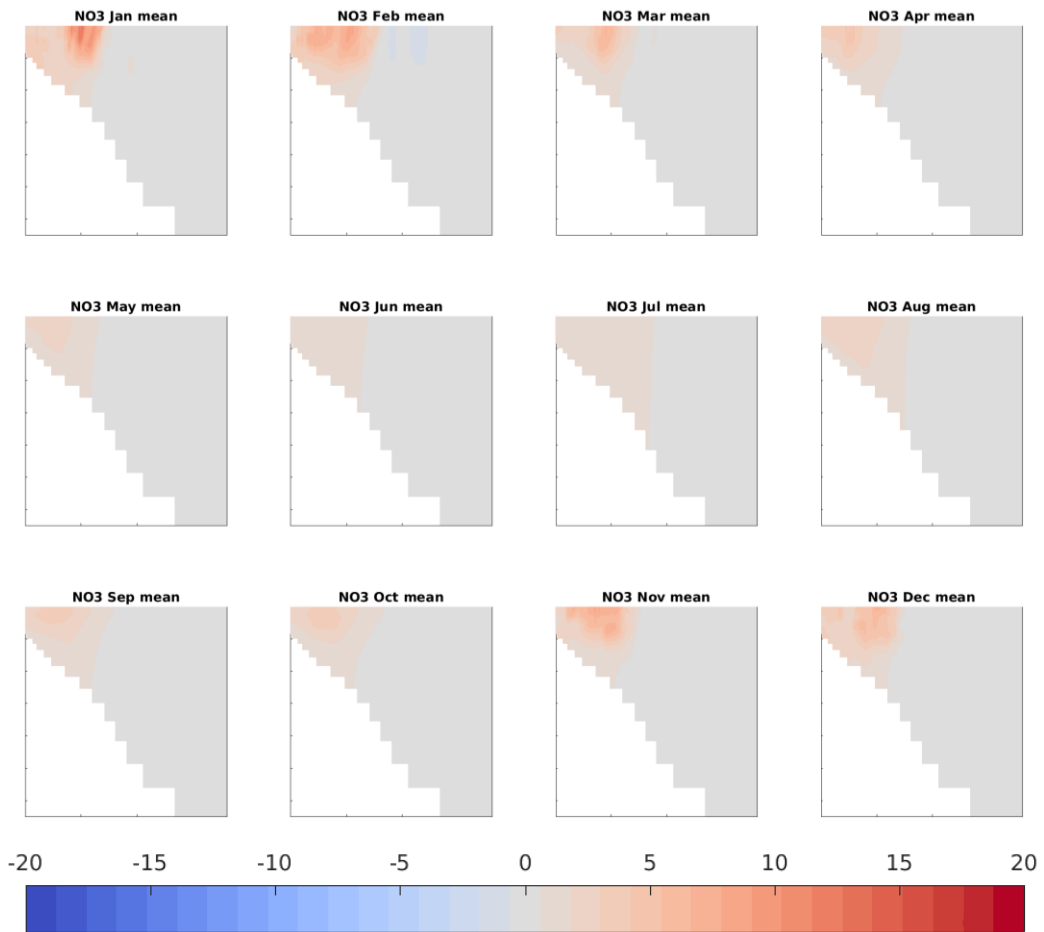 NO3 Jan mean
NO3 Feb mean
NO3 Mar mean
NO3 Apr mean
NO3 May mean
NO3 Jun mean
NO3 Jul mean
NO3 Aug mean
NO3 Sep mean
NO3 Oct mean
NO3 Nov mean
NO3 Dec mean
-20 -15 -10 -5 0 5 10 15 20